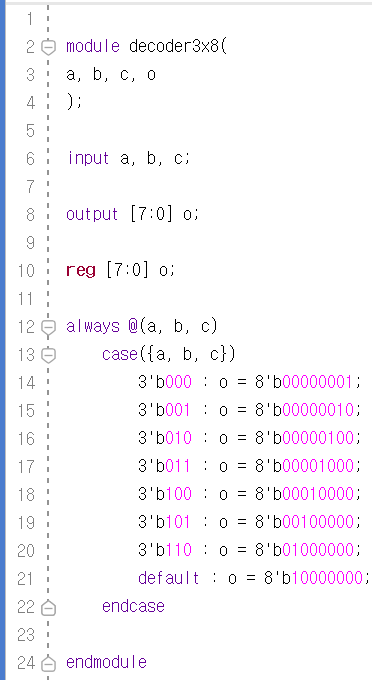 1
2 module decoder3x8(
3 a, b, c, o
4 );
5
6 input a, b, c;
7
8 output [7:0] o;
9
10 reg [7:0] o;
11
12 always @(a, b, c)
13 case({a, b, c})
14 3'b000 : o = 8'b00000001;
15 3'b001 : o = 8'b00000010;
16 3'b010 : o = 8'b00000100;
17 3'b011 : o = 8'b00001000;
18 3'b100 : o = 8'b00010000;
19 3'b101 : o = 8'b00100000;
20 3'b110 : o = 8'b01000000;
21 default : o = 8'b10000000;
22 endcase
23
24 endmodule